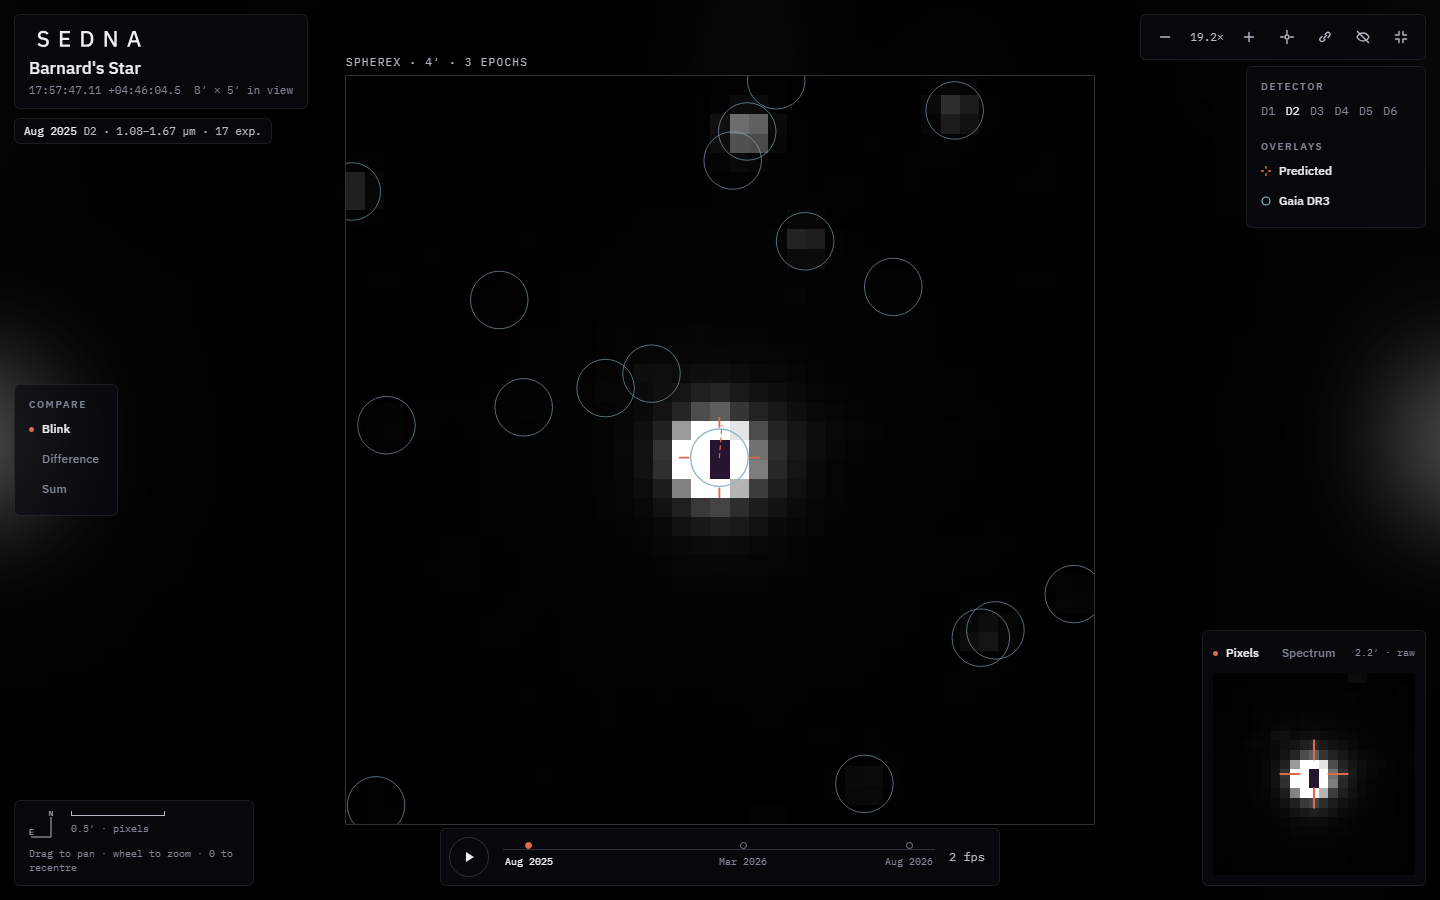 SEDNA
Barnard's Star
17:57:47.11 +04:46:04.5 8′ × 5′ in view
Aug 2025 D2 · 1.08–1.67 µm · 17 exp.
SPHEREX · 4′ · 3 EPOCHS
19.2×
DETECTOR
D1 D2 D3 D4 D5 D6
OVERLAYS
Predicted
Gaia DR3
COMPARE
Blink
Difference
Sum
Pixels Spectrum 2.2′ · raw
N
E
0.5′ · pixels
Drag to pan · wheel to zoom · 0 to
recentre
Aug 2025 Mar 2026 Aug 2026
2 fps